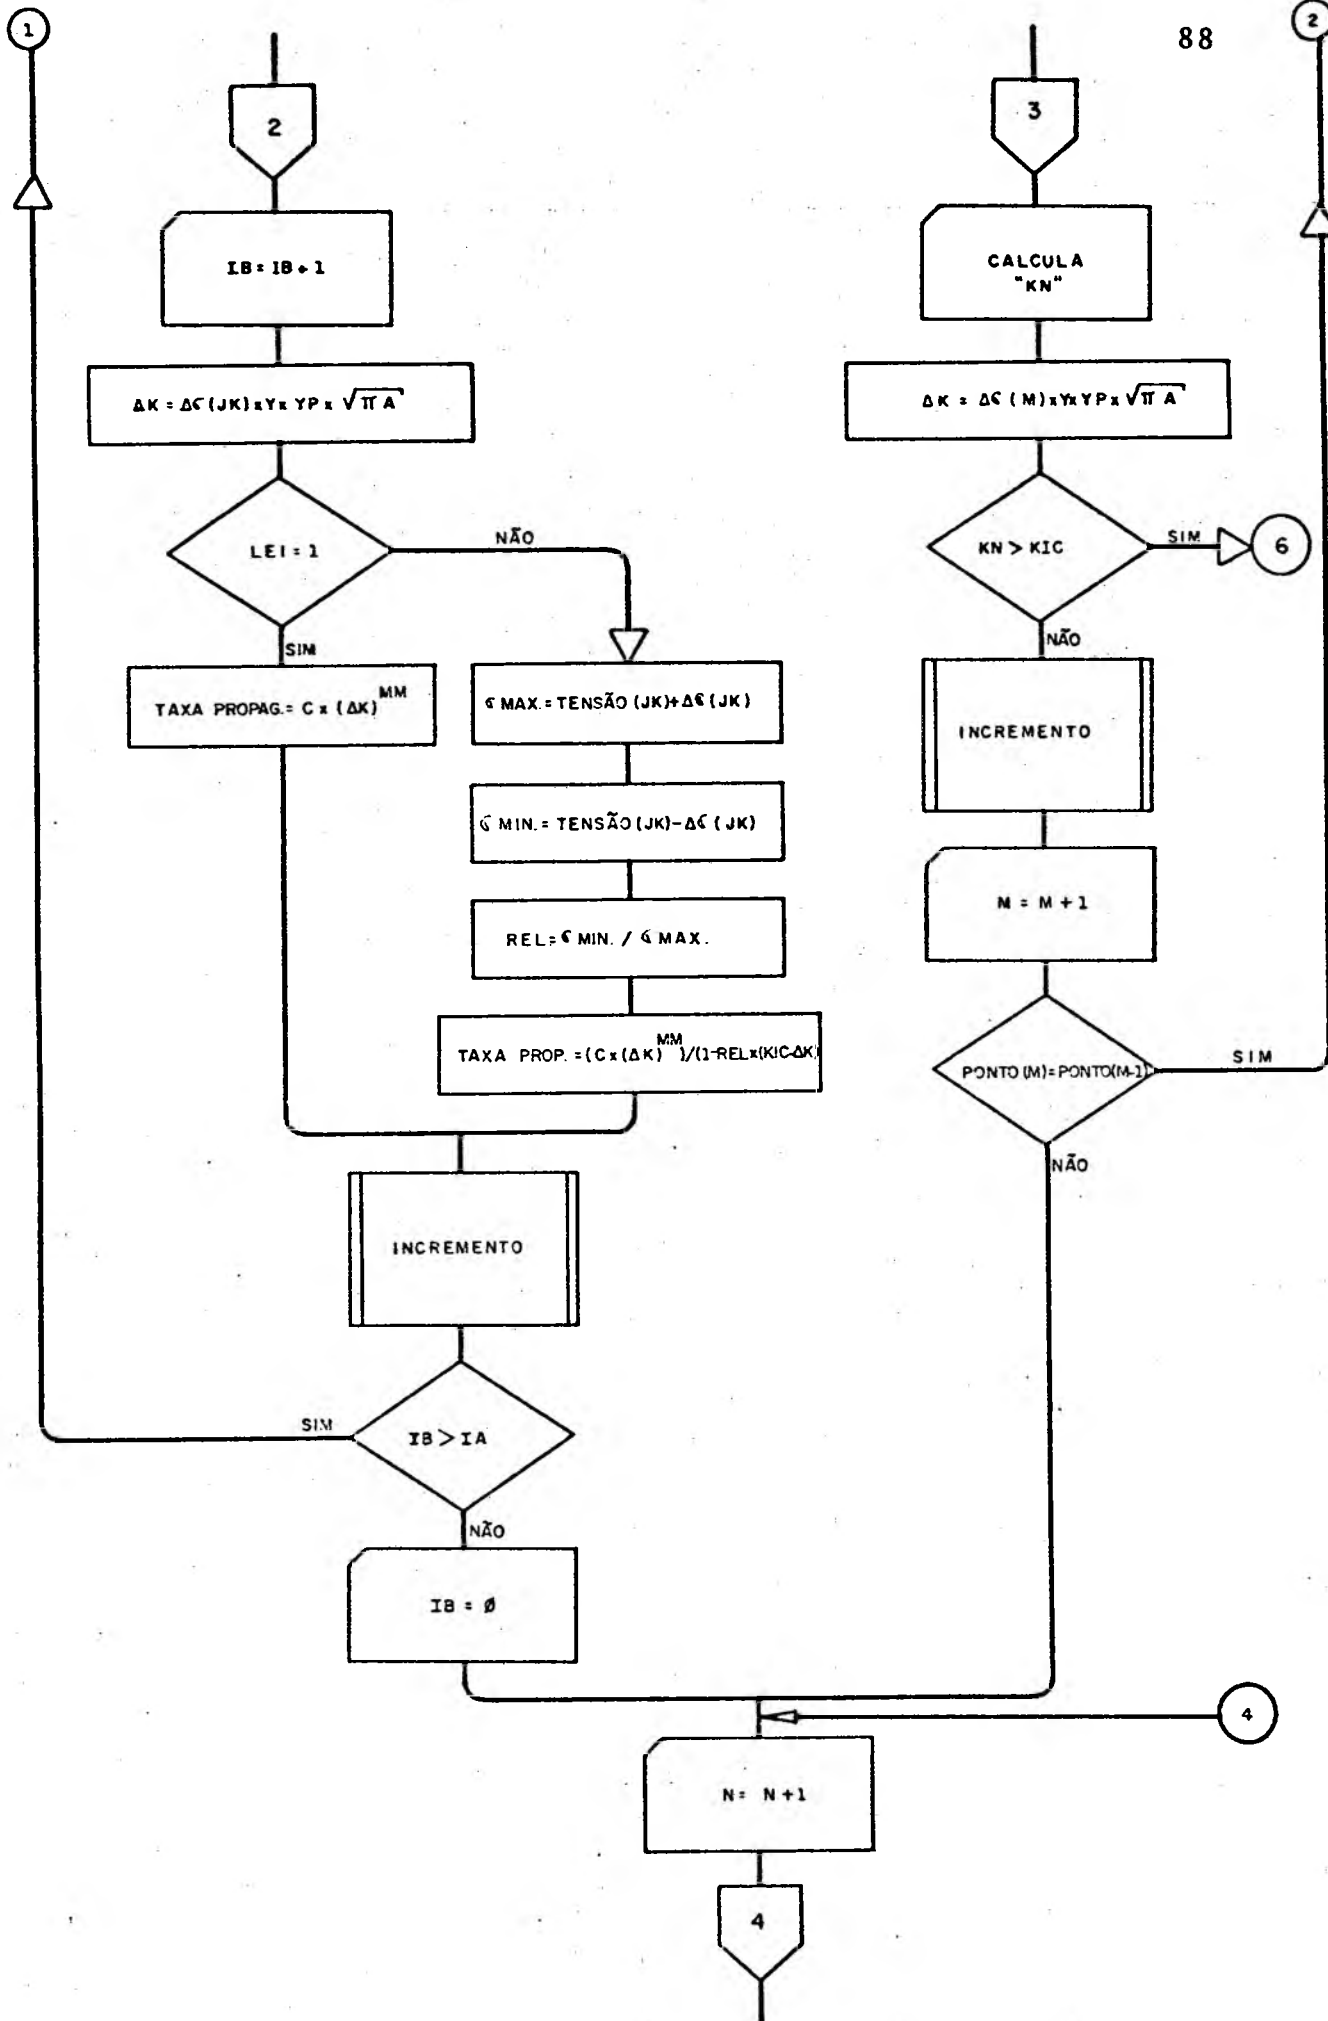 88
1
2
IB = IB + 1
ΔK = Δσ (JK) x Y x YP x √π A
LEI = 1
NÃO
SIM
TAXA PROPAG. = C x (ΔK)^MM
σ MAX. = TENSÃO (JK) + Δσ (JK)
σ MIN. = TENSÃO (JK) - Δσ (JK)
REL = σ MIN. / σ MAX.
TAXA PROP. = (C x (ΔK)^MM)/(1-REL x (KIC-ΔK)
INCREMENTO
IB > IA
SIM
NÃO
IB = Ø
2
3
CALCULA
"KN"
ΔK = Δσ (M) x Y x YP x √π A
KN > KIC
SIM
6
NÃO
INCREMENTO
M = M + 1
PONTO (M) = PONTO (M-1)
SIM
NÃO
4
N = N + 1
4